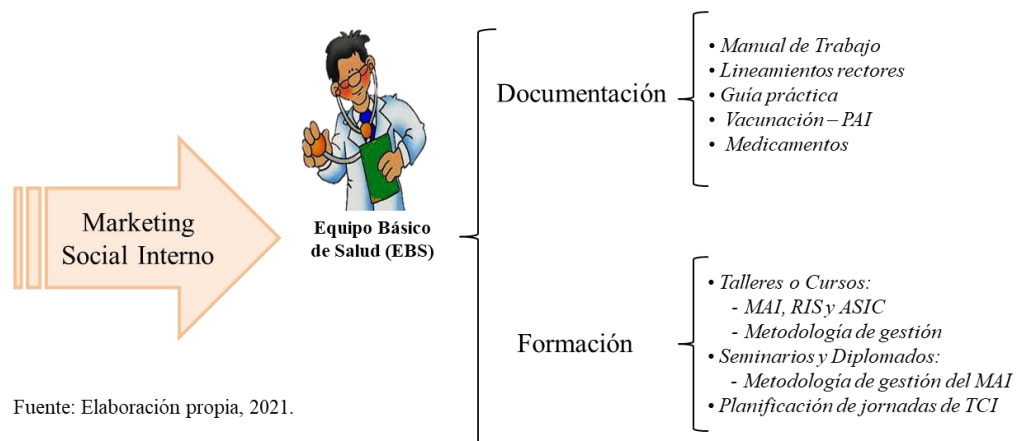 Marketing
Social Interno
Equipo Básico
de Salud (EBS)
Documentación
• Manual de Trabajo
• Lineamientos rectores
• Guía práctica
• Vacunación – PAI
• Medicamentos
Formación
• Talleres o Cursos:
- MAI, RIS y ASIC
- Metodología de gestión
• Seminarios y Diplomados:
- Metodología de gestión del MAI
• Planificación de jornadas de TCI
Fuente: Elaboración propia, 2021.